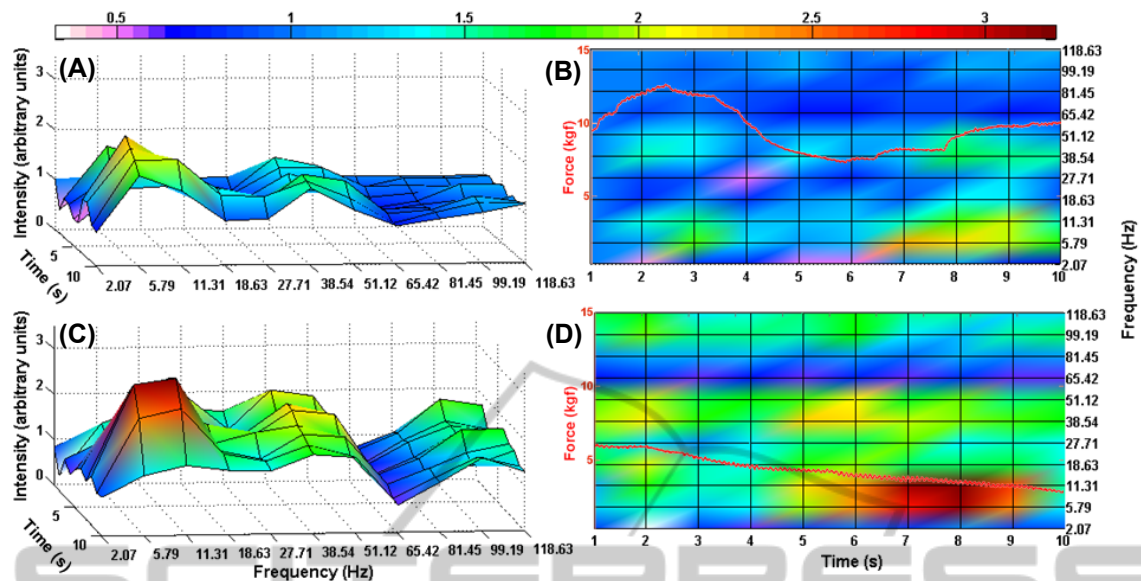 0.5 1 1.5 2 2.5 3
(A)
Intensity (arbitrary units)
3
2
1
0
5
10
Time (s)
2.07 5.79 11.31 18.63 27.71 38.54 51.12 65.42 81.45 99.19 118.63
(B)
Force (kgf)
15
10
5
118.63
99.19
81.45
65.42
51.12
38.54
27.71
18.63
11.31
5.79
2.07
1 2 3 4 5 6 7 8 9 10
Frequency (Hz)
(C)
Intensity (arbitrary units)
3
2
1
0
5
10
Time (s)
2.07 5.79 11.31 18.63 27.71 38.54 51.12 65.42 81.45 99.19 118.63
Frequency (Hz)
(D)
Force (kgf)
15
10
5
118.63
99.19
81.45
65.42
51.12
38.54
27.71
18.63
11.31
5.79
2.07
1 2 3 4 5 6 7 8 9 10
Time (s)